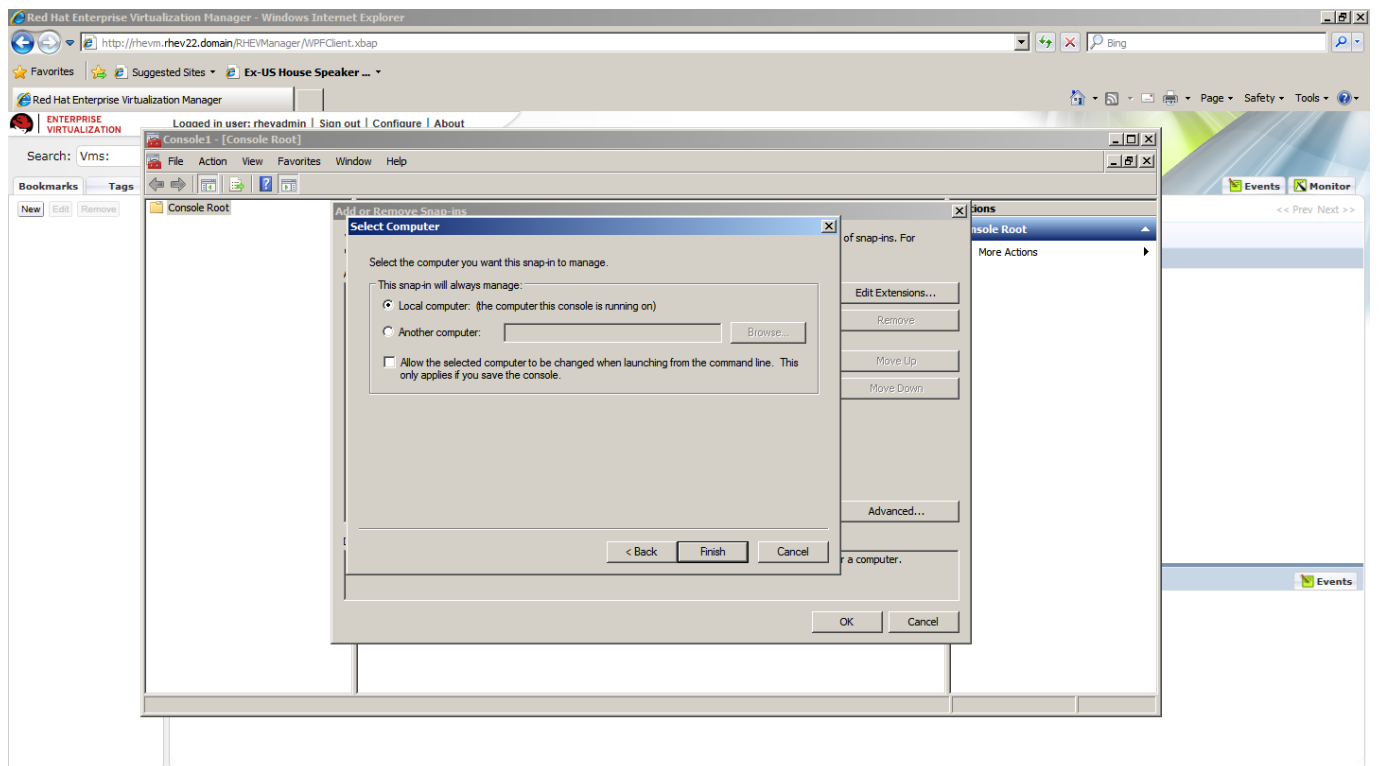 Red Hat Enterprise Virtualization Manager - Windows Internet Explorer
http://rhevm.rhev22.domain/RHEVManager/WPFClient.xbap
Bing
Favorites Suggested Sites Ex-US House Speaker ...
Red Hat Enterprise Virtualization Manager
Page Safety Tools
ENTERPRISE
VIRTUALIZATION
Logged in user: rhevadmin | Sign out | Configure | About
Console1 - [Console Root]
Search: Vms:
File Action View Favorites Window Help
Bookmarks Tags
Events Monitor
New Edit Remove
<< Prev Next >>
Console Root
Add or Remove Snap-ins
Select Computer
of snap-ins. For
More Actions
Select the computer you want this snap-in to manage.
This snap-in will always manage:
Local computer: (the computer this console is running on)
Another computer:
Browse...
Allow the selected computer to be changed when launching from the command line. This
only applies if you save the console.
Edit Extensions...
Remove
Move Up
Move Down
Advanced...
< Back Finish Cancel
a computer.
Events
OK Cancel